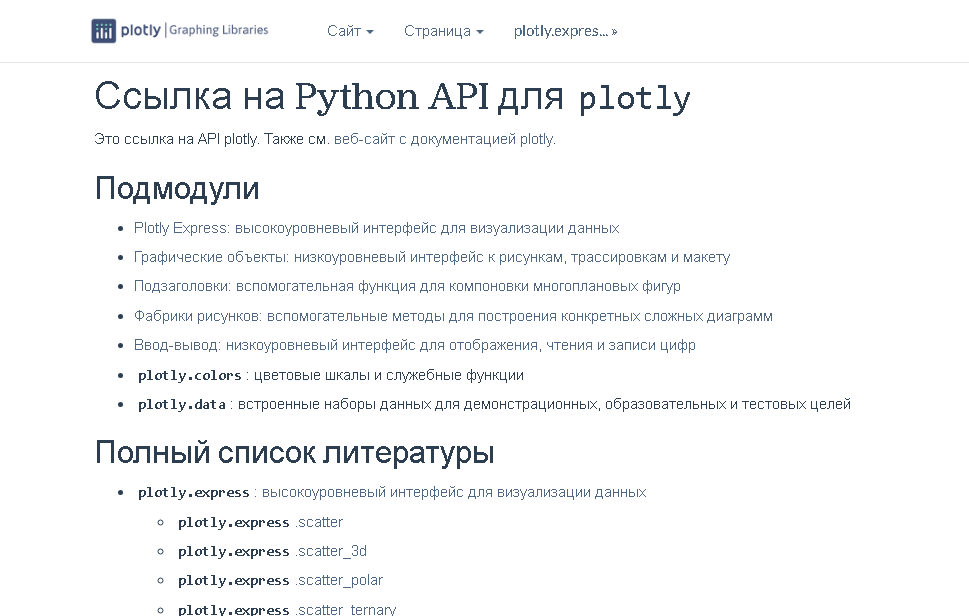 plotly | Graphing Libraries Сайт Страница plotly.expres... »
Ссылка на Python API для plotly
Это ссылка на API plotly. Также см. веб-сайт с документацией plotly.
Подмодули
Plotly Express: высокоуровневый интерфейс для визуализации данных
Графические объекты: низкоуровневый интерфейс к рисункам, трассировкам и макету
Подзаголовки: вспомогательная функция для компоновки многоплановых фигур
Фабрики рисунков: вспомогательные методы для построения конкретных сложных диаграмм
Ввод-вывод: низкоуровневый интерфейс для отображения, чтения и записи цифр
plotly.colors : цветовые шкалы и служебные функции
plotly.data : встроенные наборы данных для демонстрационных, образовательных и тестовых целей
Полный список литературы
plotly.express : высокоуровневый интерфейс для визуализации данных
plotly.express .scatter
plotly.express .scatter_3d
plotly.express .scatter_polar
plotly.express .scatter_ternary